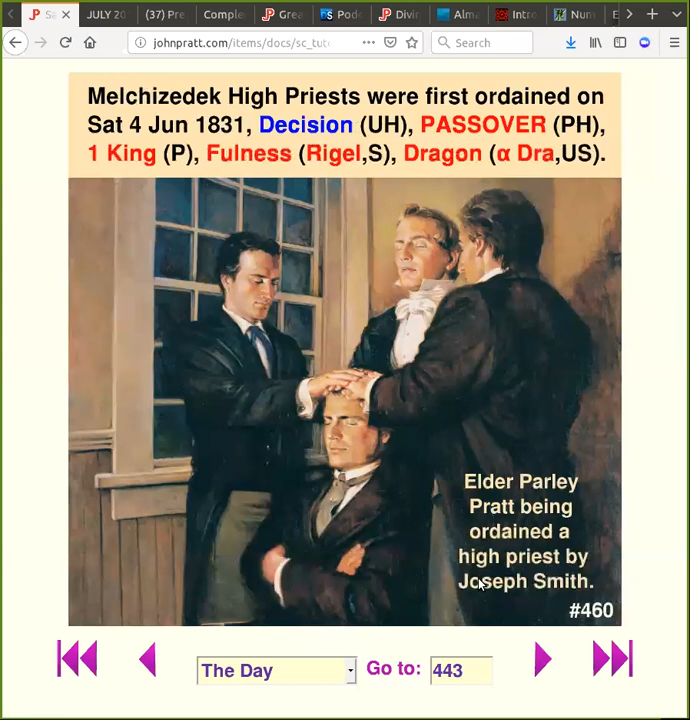 Sa
JULY 20
(37) Pre
Comple
Grea
Pode
Divin
Alma
Intro
Num
E
johnpratt.com/items/docs/sc_tut
Search
Melchizedek High Priests were first ordained on
Sat 4 Jun 1831, Decision (UH), PASSOVER (PH),
1 King (P), Fulness (Rigel,S), Dragon (α Dra,US).
Elder Parley
Pratt being
ordained a
high priest by
Joseph Smith.
#460
The Day
Go to:
443